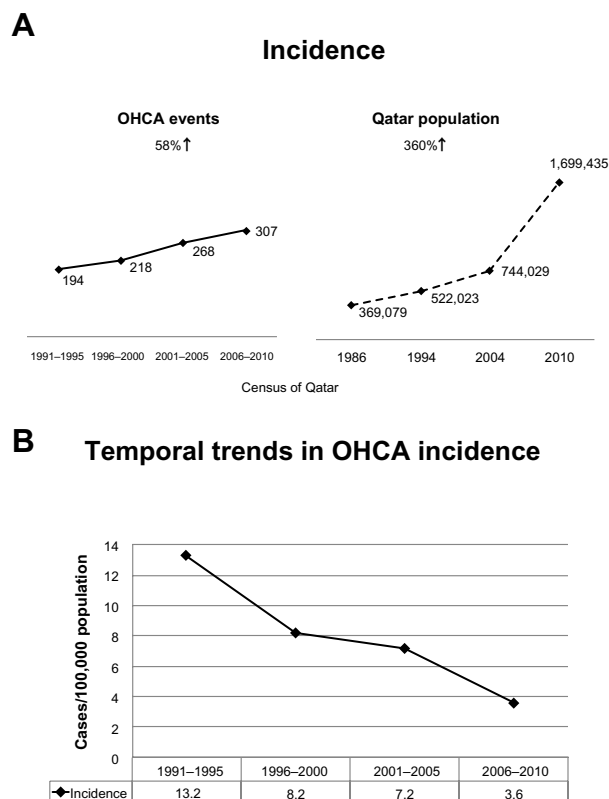 A
Incidence
OHCA events
58%↑
Qatar population
360%↑
1,699,435
307
268
218
194
744,029
522,023
369,079
1991–1995 1996–2000 2001–2005 2006–2010
1986 1994 2004 2010
Census of Qatar
B
Temporal trends in OHCA incidence
Cases/100,000 population
14
12
10
8
6
4
2
0
1991–1995 1996–2000 2001–2005 2006–2010
Incidence 13.2 8.2 7.2 3.6